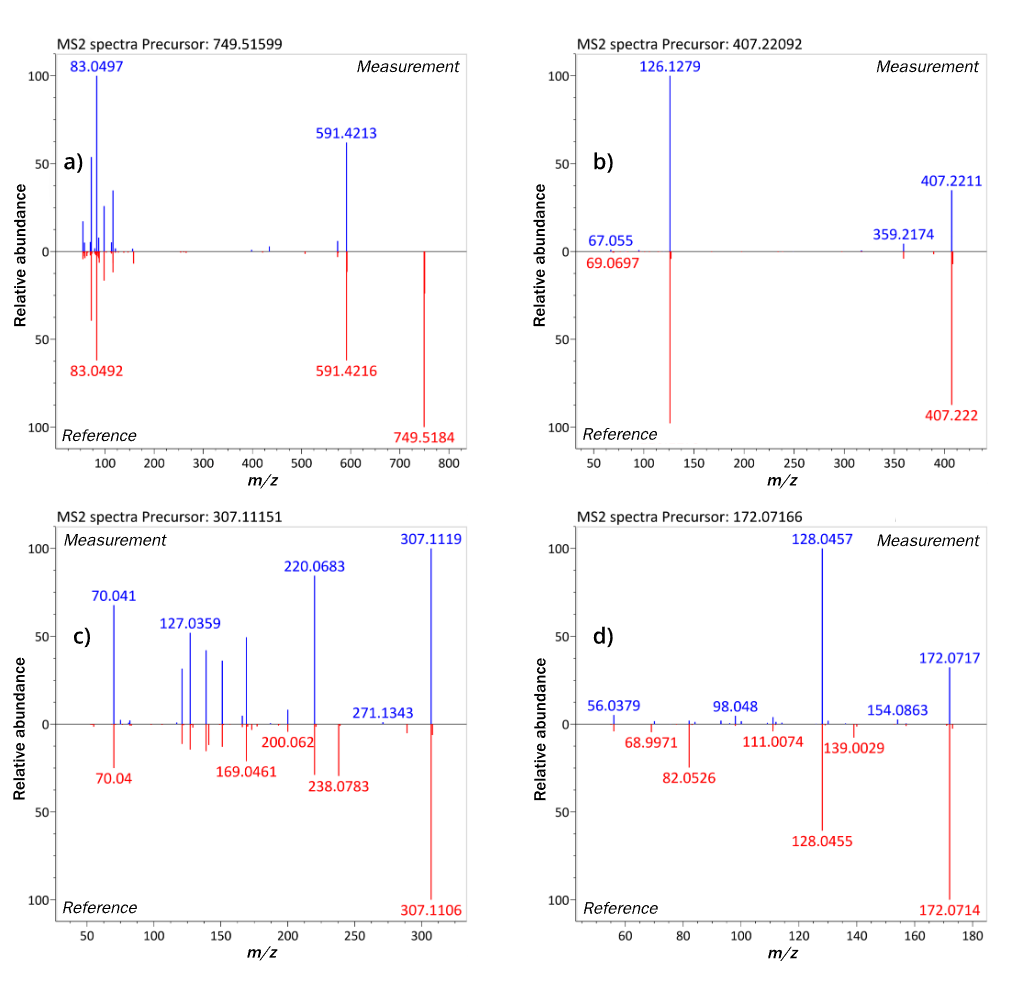 MS2 spectra Precursor: 749.51599
Measurement
a)
83.0497
591.4213
100
50
0
50
100
Relative abundance
83.0492
591.4216
749.5184
Reference
100 200 300 400 500 600 700 800
m/z
MS2 spectra Precursor: 407.22092
Measurement
b)
126.1279
407.2211
359.2174
67.055
100
50
0
50
100
Relative abundance
69.0697
407.222
Reference
50 100 150 200 250 300 350 400
m/z
MS2 spectra Precursor: 307.11151
Measurement
c)
307.1119
220.0683
70.041
127.0359
271.1343
100
50
0
50
100
Relative abundance
200.062
169.0461
70.04
238.0783
307.1106
Reference
50 100 150 200 250 300
m/z
MS2 spectra Precursor: 172.07166
Measurement
d)
128.0457
172.0717
56.0379
98.048
154.0863
100
50
0
50
100
Relative abundance
68.9971
111.0074
139.0029
82.0526
128.0455
172.0714
Reference
60 80 100 120 140 160 180
m/z